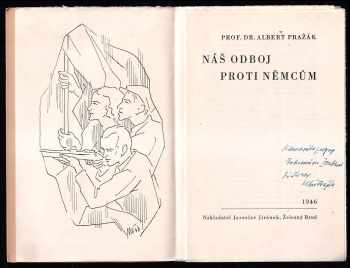 PROF. DR. ALBERT PRAŽÁK
NÁŠ ODBOJ
PROTI NĚMCŮM
1946
Nakladatel Jaroslav Jiránek, Železný Brod